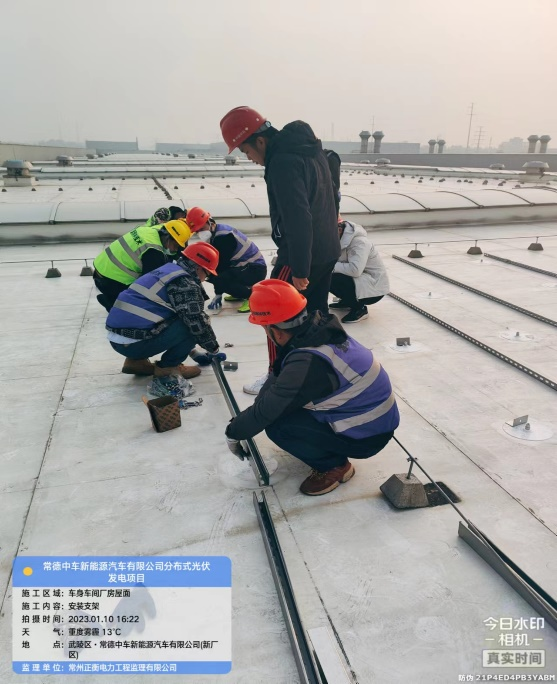 常德中车新能源汽车有限公司分布式光伏
发电项目
施工区域：车身车间厂房屋面
施工内容：安装支架
拍摄时间：2023.01.10 16:22
天 气：重度雾霾 13℃
地 点：武陵区·常德中车新能源汽车有限公司(新厂
区)
监理单位：常州正衡电力工程监理有限公司
今日水印
相机
真实时间
防伪 21P4ED4PB3YABM